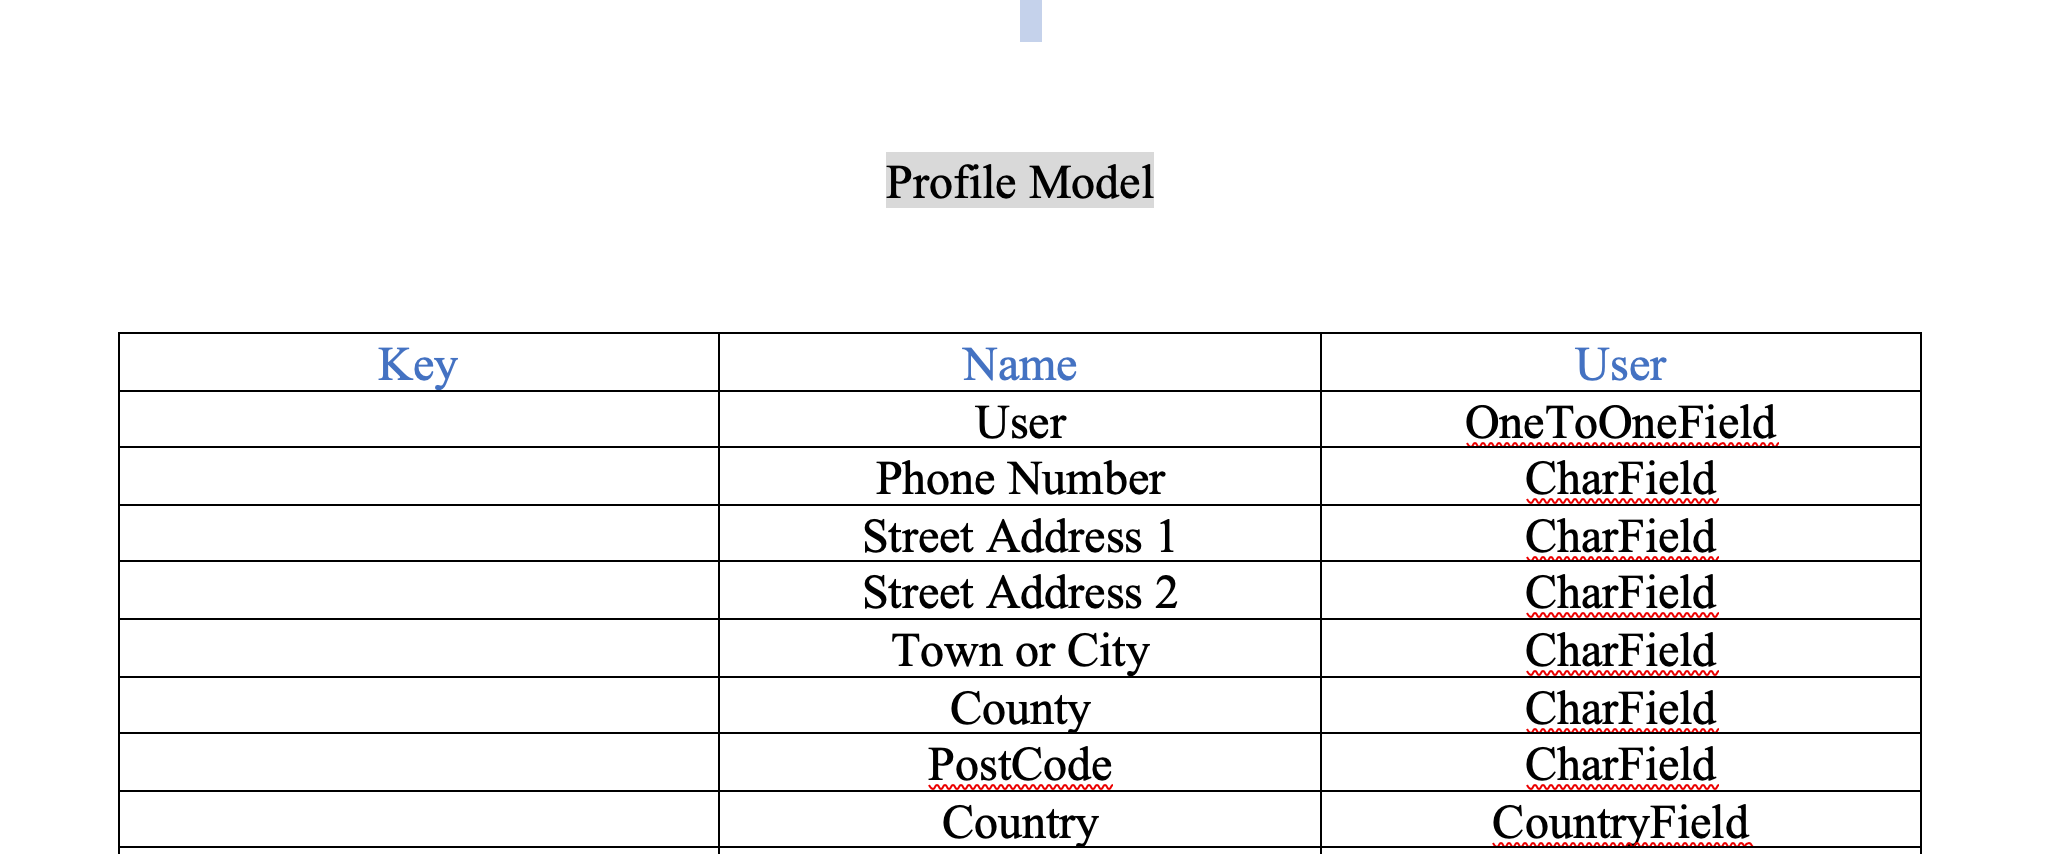 Profile Model
Key Name User
User OneToOneField
Phone Number CharField
Street Address 1 CharField
Street Address 2 CharField
Town or City CharField
County CharField
PostCode CharField
Country CountryField